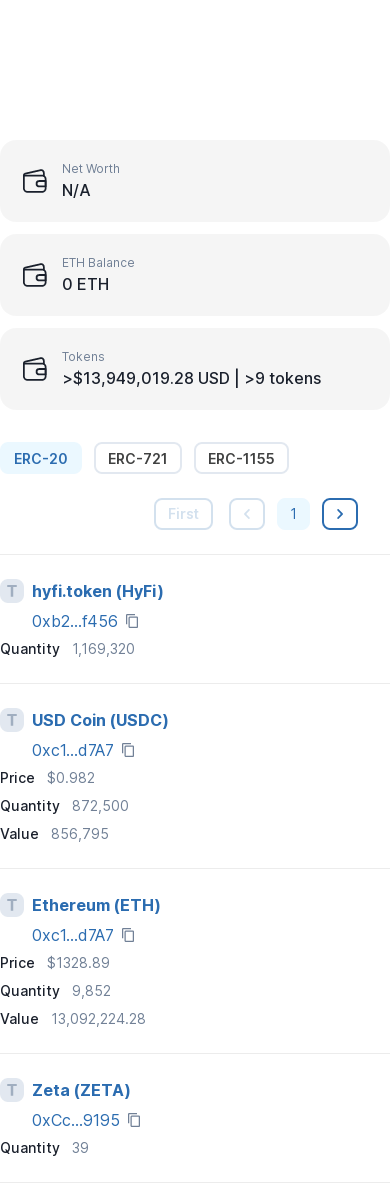 Net Worth
N/A
ETH Balance
0 ETH
Tokens
>$13,949,019.28 USD | >9 tokens
ERC-20 ERC-721 ERC-1155
First 1
T hyfi.token (HyFi)
0xb2...f456
Quantity 1,169,320
T USD Coin (USDC)
0xc1...d7A7
Price $0.982
Quantity 872,500
Value 856,795
T Ethereum (ETH)
0xc1...d7A7
Price $1328.89
Quantity 9,852
Value 13,092,224.28
T Zeta (ZETA)
0xCc...9195
Quantity 39